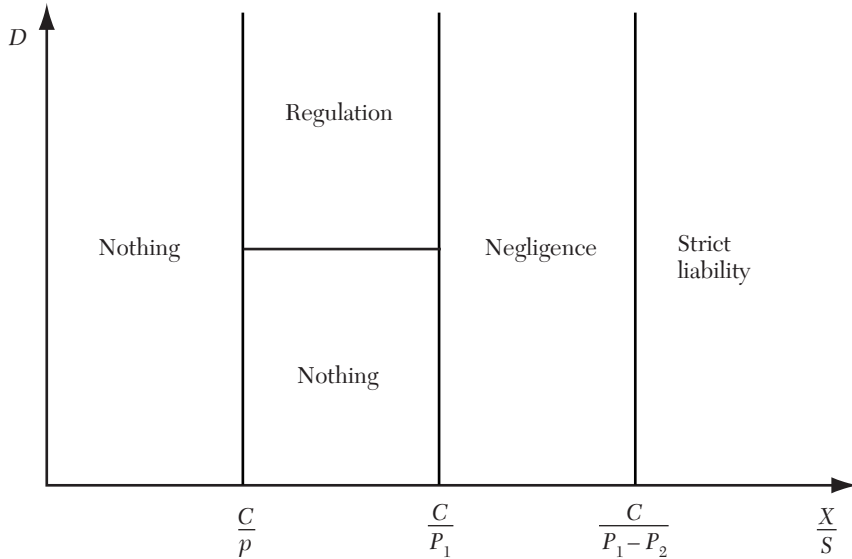 D
Regulation
Nothing
Negligence
Strict
liability
Nothing
C/p
C/P₁
C/(P₁ – P₂)
X/S